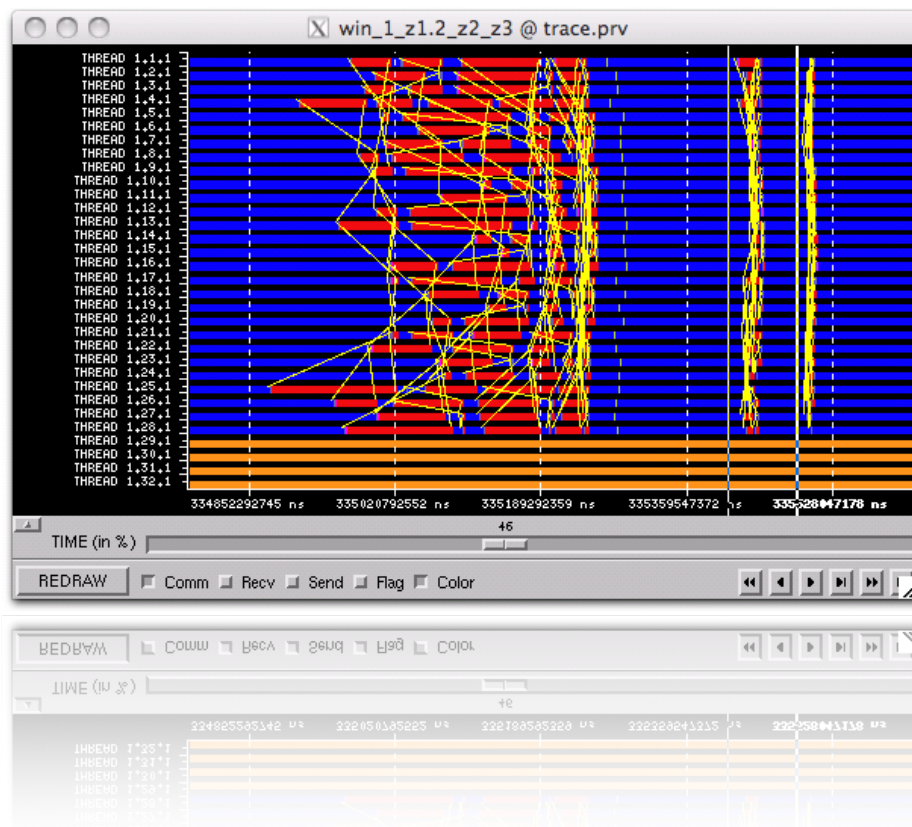 win_1_z1.2_z2_z3 @ trace.prv
THREAD 1.1.1
THREAD 1.2.1
THREAD 1.3.1
THREAD 1.4.1
THREAD 1.5.1
THREAD 1.6.1
THREAD 1.7.1
THREAD 1.8.1
THREAD 1.9.1
THREAD 1.10.1
THREAD 1.11.1
THREAD 1.12.1
THREAD 1.13.1
THREAD 1.14.1
THREAD 1.15.1
THREAD 1.16.1
THREAD 1.17.1
THREAD 1.18.1
THREAD 1.19.1
THREAD 1.20.1
THREAD 1.21.1
THREAD 1.22.1
THREAD 1.23.1
THREAD 1.24.1
THREAD 1.25.1
THREAD 1.26.1
THREAD 1.27.1
THREAD 1.28.1
THREAD 1.29.1
THREAD 1.30.1
THREAD 1.31.1
THREAD 1.32.1
334852292745 ns 335020792552 ns 335189292359 ns 335359547372 ns 335528047178 ns
46
TIME (in %)
REDRAW Comm Recv Send Flag Color